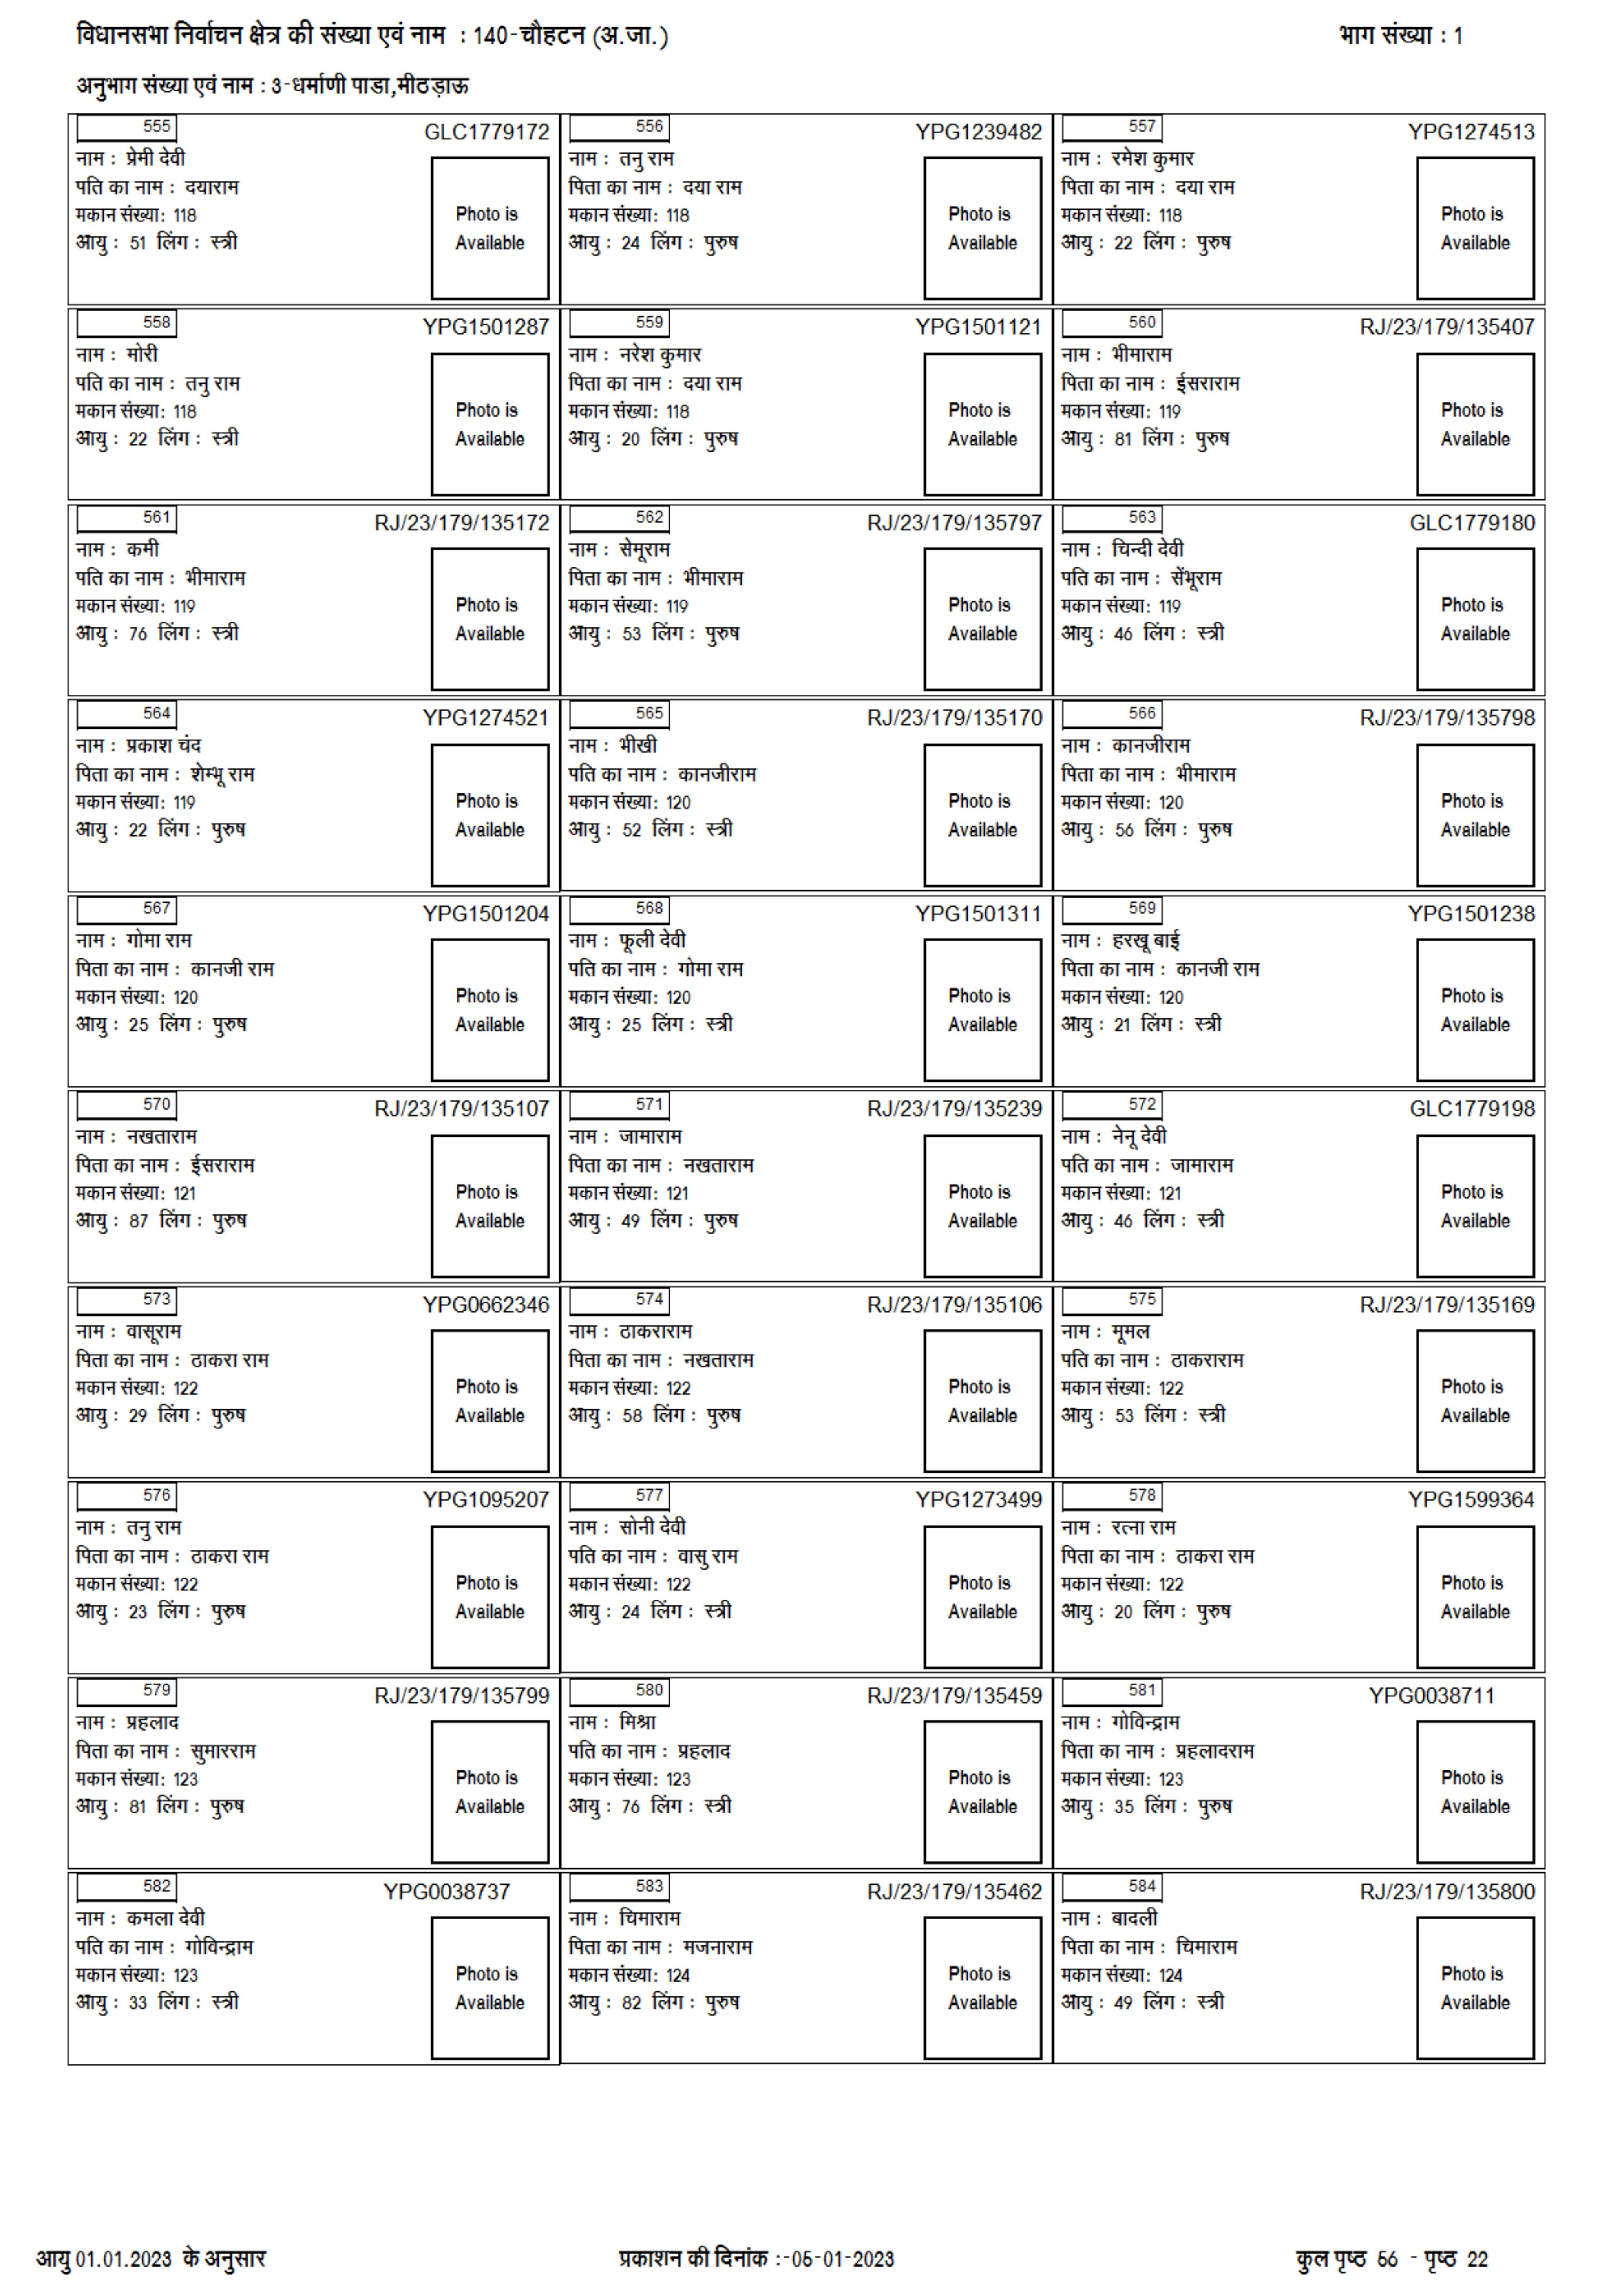 विधानसभा निर्वाचन क्षेत्र की संख्या एवं नाम : 140-चौहटन (अ.जा.)
भाग संख्या : 1
अनुभाग संख्या एवं नाम : 3-धर्माणी पाडा,मीठड़ाऊ
555 GLC1779172
नाम : प्रेमी देवी
पति का नाम : दयाराम
मकान संख्या: 118
आयु : 51 लिंग : स्त्री
Photo is
Available
556 YPG1239482
नाम : तनु राम
पिता का नाम : दया राम
मकान संख्या: 118
आयु : 24 लिंग : पुरुष
Photo is
Available
557 YPG1274513
नाम : रमेश कुमार
पिता का नाम : दया राम
मकान संख्या: 118
आयु : 22 लिंग : पुरुष
Photo is
Available
558 YPG1501287
नाम : मोरी
पति का नाम : तनु राम
मकान संख्या: 118
आयु : 22 लिंग : स्त्री
Photo is
Available
559 YPG1501121
नाम : नरेश कुमार
पिता का नाम : दया राम
मकान संख्या: 118
आयु : 20 लिंग : पुरुष
Photo is
Available
560 RJ/23/179/135407
नाम : भीमाराम
पिता का नाम : ईसराराम
मकान संख्या: 119
आयु : 81 लिंग : पुरुष
Photo is
Available
561 RJ/23/179/135172
नाम : कमी
पति का नाम : भीमाराम
मकान संख्या: 119
आयु : 76 लिंग : स्त्री
Photo is
Available
562 RJ/23/179/135797
नाम : सेमूराम
पिता का नाम : भीमाराम
मकान संख्या: 119
आयु : 53 लिंग : पुरुष
Photo is
Available
563 GLC1779180
नाम : चिन्दी देवी
पति का नाम : सेंभूराम
मकान संख्या: 119
आयु : 46 लिंग : स्त्री
Photo is
Available
564 YPG1274521
नाम : प्रकाश चंद
पिता का नाम : शेम्भू राम
मकान संख्या: 119
आयु : 22 लिंग : पुरुष
Photo is
Available
565 RJ/23/179/135170
नाम : भीखी
पति का नाम : कानजीराम
मकान संख्या: 120
आयु : 52 लिंग : स्त्री
Photo is
Available
566 RJ/23/179/135798
नाम : कानजीराम
पिता का नाम : भीमाराम
मकान संख्या: 120
आयु : 56 लिंग : पुरुष
Photo is
Available
567 YPG1501204
नाम : गोमा राम
पिता का नाम : कानजी राम
मकान संख्या: 120
आयु : 25 लिंग : पुरुष
Photo is
Available
568 YPG1501311
नाम : फूली देवी
पति का नाम : गोमा राम
मकान संख्या: 120
आयु : 25 लिंग : स्त्री
Photo is
Available
569 YPG1501238
नाम : हरखू बाई
पिता का नाम : कानजी राम
मकान संख्या: 120
आयु : 21 लिंग : स्त्री
Photo is
Available
570 RJ/23/179/135107
नाम : नखताराम
पिता का नाम : ईसराराम
मकान संख्या: 121
आयु : 87 लिंग : पुरुष
Photo is
Available
571 RJ/23/179/135239
नाम : जामाराम
पिता का नाम : नखताराम
मकान संख्या: 121
आयु : 49 लिंग : पुरुष
Photo is
Available
572 GLC1779198
नाम : नेनू देवी
पति का नाम : जामाराम
मकान संख्या: 121
आयु : 46 लिंग : स्त्री
Photo is
Available
573 YPG0662346
नाम : वासूराम
पिता का नाम : ठाकरा राम
मकान संख्या: 122
आयु : 29 लिंग : पुरुष
Photo is
Available
574 RJ/23/179/135106
नाम : ठाकराराम
पिता का नाम : नखताराम
मकान संख्या: 122
आयु : 58 लिंग : पुरुष
Photo is
Available
575 RJ/23/179/135169
नाम : मूमल
पति का नाम : ठाकराराम
मकान संख्या: 122
आयु : 53 लिंग : स्त्री
Photo is
Available
576 YPG1095207
नाम : तनु राम
पिता का नाम : ठाकरा राम
मकान संख्या: 122
आयु : 23 लिंग : पुरुष
Photo is
Available
577 YPG1273499
नाम : सोनी देवी
पति का नाम : वासु राम
मकान संख्या: 122
आयु : 24 लिंग : स्त्री
Photo is
Available
578 YPG1599364
नाम : रत्ना राम
पिता का नाम : ठाकरा राम
मकान संख्या: 122
आयु : 20 लिंग : पुरुष
Photo is
Available
579 RJ/23/179/135799
नाम : प्रहलाद
पिता का नाम : सुमारराम
मकान संख्या: 123
आयु : 81 लिंग : पुरुष
Photo is
Available
580 RJ/23/179/135459
नाम : मिश्रा
पति का नाम : प्रहलाद
मकान संख्या: 123
आयु : 76 लिंग : स्त्री
Photo is
Available
581 YPG0038711
नाम : गोविन्द्राम
पिता का नाम : प्रहलादराम
मकान संख्या: 123
आयु : 35 लिंग : पुरुष
Photo is
Available
582 YPG0038737
नाम : कमला देवी
पति का नाम : गोविन्द्राम
मकान संख्या: 123
आयु : 33 लिंग : स्त्री
Photo is
Available
583 RJ/23/179/135462
नाम : चिमाराम
पिता का नाम : मजनाराम
मकान संख्या: 124
आयु : 82 लिंग : पुरुष
Photo is
Available
584 RJ/23/179/135800
नाम : बादली
पिता का नाम : चिमाराम
मकान संख्या: 124
आयु : 49 लिंग : स्त्री
Photo is
Available
आयु 01.01.2023 के अनुसार
प्रकाशन की दिनांक :-05-01-2023
कुल पृष्ठ 56 - पृष्ठ 22